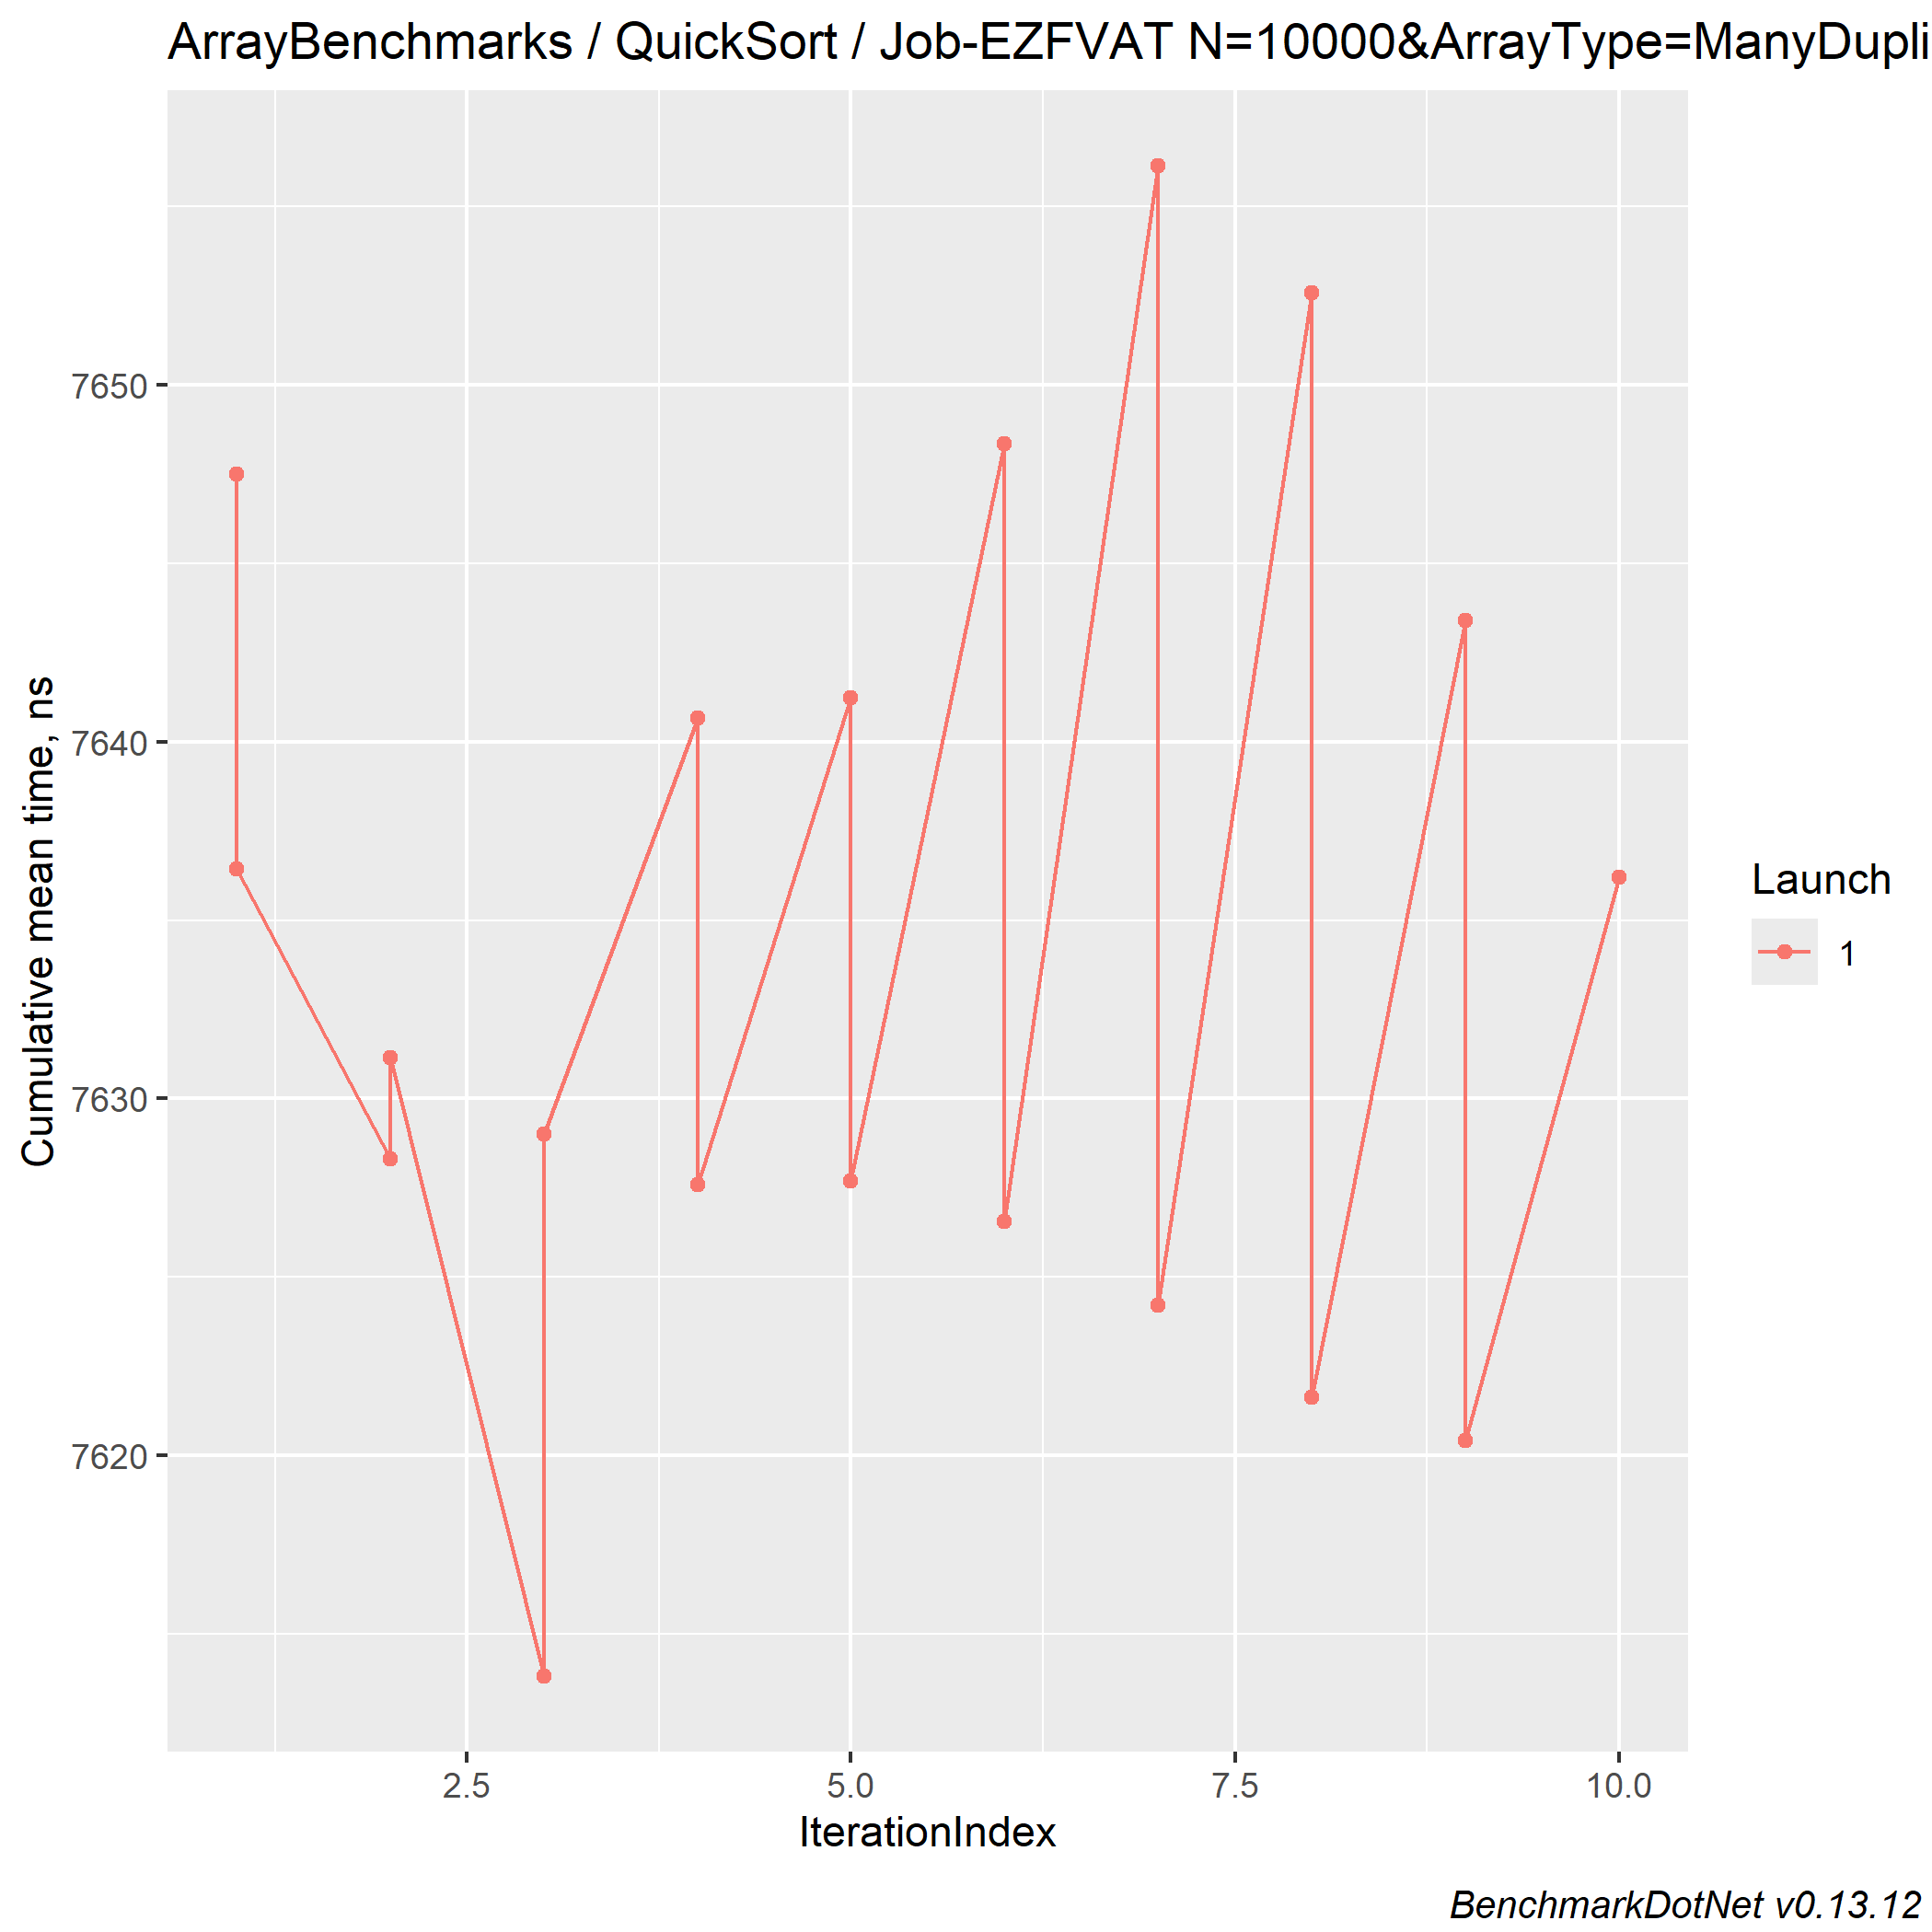 ArrayBenchmarks / QuickSort / Job-EZFVAT N=10000&ArrayType=ManyDupli
Cumulative mean time, ns
7650
7640
7630
7620
2.5
5.0
7.5
10.0
IterationIndex
Launch
1
BenchmarkDotNet v0.13.12